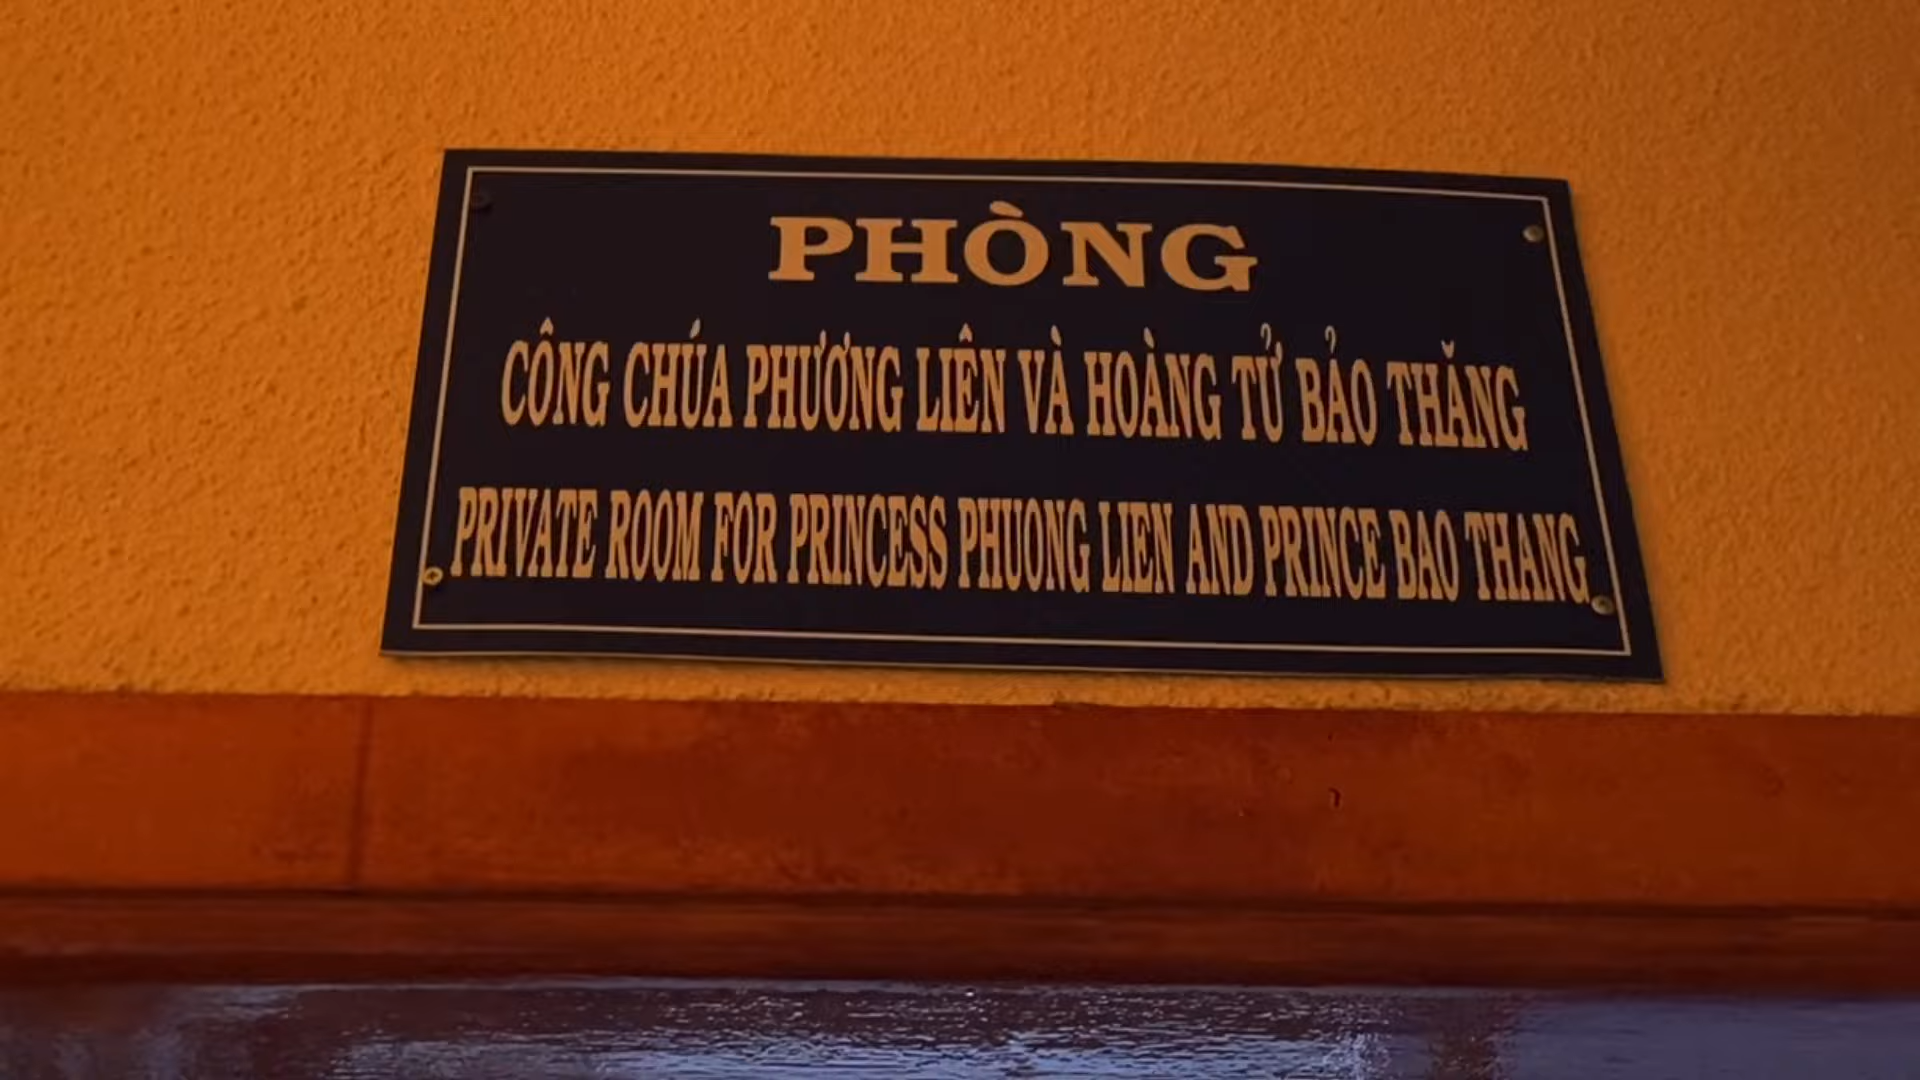 PHÒNG
CÔNG CHÚA PHƯƠNG LIÊN VÀ HOÀNG TỬ BẢO THĂNG
PRIVATE ROOM FOR PRINCESS PHUONG LIEN AND PRINCE BAO THANG